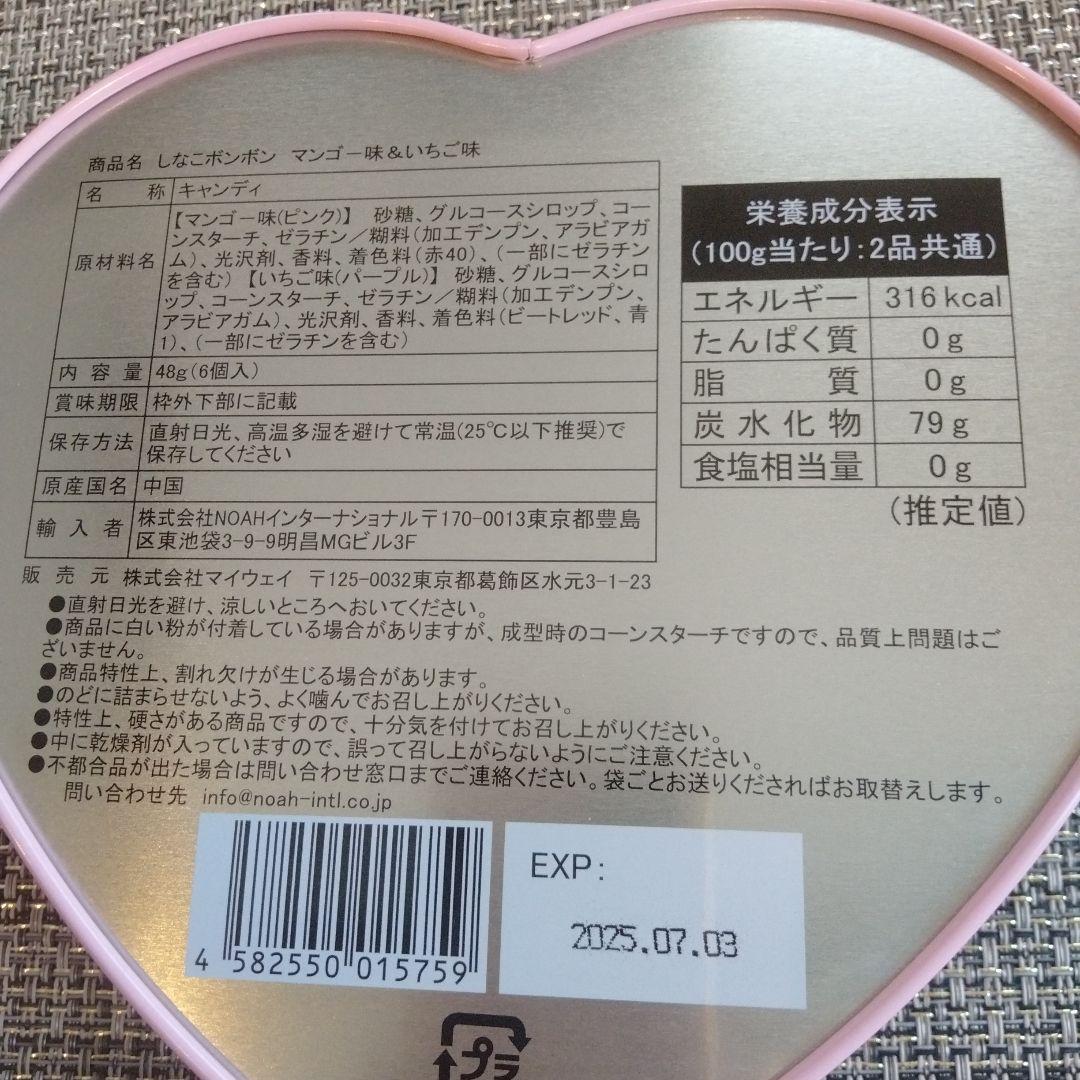 商品名 しなこボンボン マンゴー味＆いちご味
名称 キャンディ
原材料名 【マンゴー味(ピンク)】 砂糖、グルコースシロップ、コー
ンスターチ、ゼラチン／糊料(加工デンプン、アラビアガ
ム)、光沢剤、香料、着色料(赤40)、(一部にゼラチン
を含む)【いちご味(パープル)】 砂糖、グルコースシロ
ップ、コーンスターチ、ゼラチン／糊料(加工デンプン、
アラビアガム)、光沢剤、香料、着色料(ビートレッド、青
1)、(一部にゼラチンを含む)
内容量 48g(6個入)
賞味期限 枠外下部に記載
保存方法 直射日光、高温多湿を避けて常温(25℃以下推奨)で
保存してください
原産国名 中国
輸入者 株式会社NOAHインターナショナル〒170-0013東京都豊島
区東池袋3-9-9明昌MGビル3F
販売元 株式会社マイウェイ 〒125-0032東京都葛飾区水元3-1-23
●直射日光を避け、涼しいところへおいてください。
●商品に白い粉が付着している場合がありますが、成型時のコーンスターチですので、品質上問題はご
ざいません。
●商品特性上、割れ欠けが生じる場合があります。
●のどに詰まらせないよう、よく噛んでお召し上がりください。
●特性上、硬さがある商品ですので、十分気を付けてお召し上がりください。
●中に乾燥剤が入っていますので、誤って召し上がらないようにご注意ください。
●不都合品が出た場合は問い合わせ窓口までご連絡ください。袋ごとお送りくだされればお取替えします。
問い合わせ先 info@noah-intl.co.jp
栄養成分表示
(100g当たり:2品共通)
エネルギー 316kcal
たんぱく質 0g
脂質 0g
炭水化物 79g
食塩相当量 0g
(推定値)
4 582550 015759
EXP:
2025.07.03
プラ